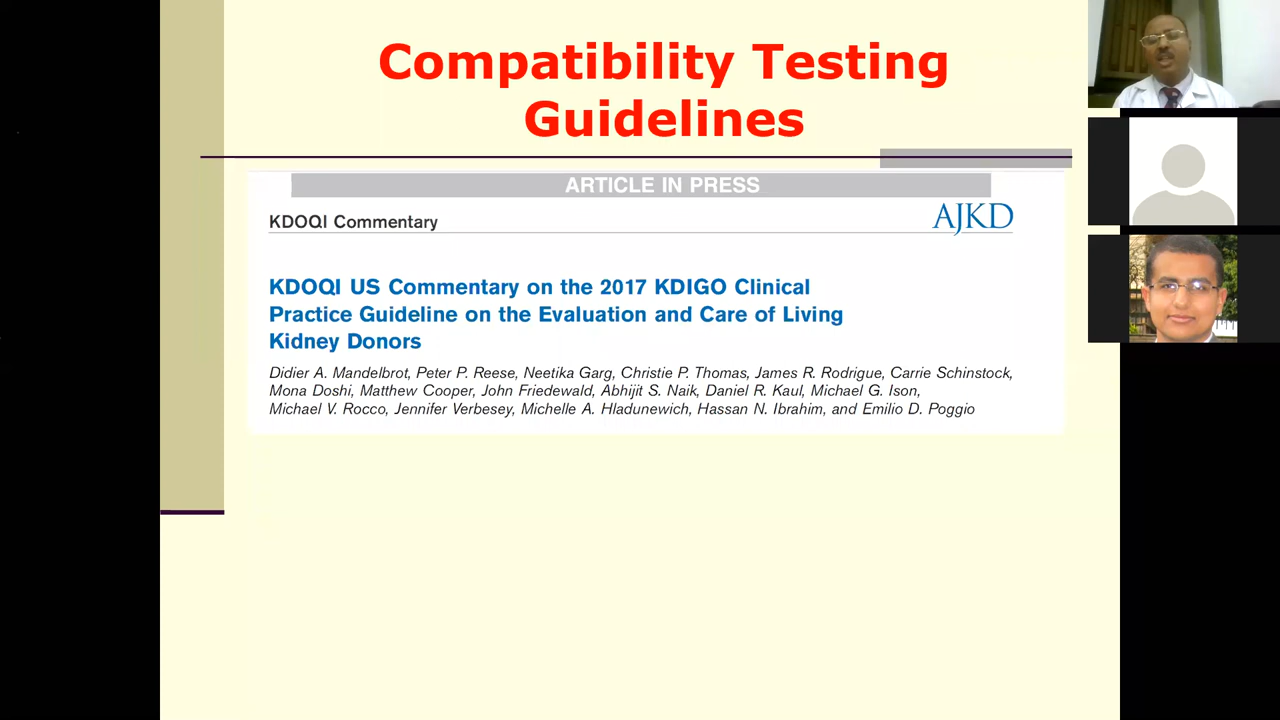 Compatibility Testing
Guidelines
ARTICLE IN PRESS
KDOQI Commentary
AJKD
KDOQI US Commentary on the 2017 KDIGO Clinical
Practice Guideline on the Evaluation and Care of Living
Kidney Donors
Didier A. Mandelbrot, Peter P. Reese, Neetika Garg, Christie P. Thomas, James R. Rodrigue, Carrie Schinstock,
Mona Doshi, Matthew Cooper, John Friedewald, Abhijit S. Naik, Daniel R. Kaul, Michael G. Ison,
Michael V. Rocco, Jennifer Verbesey, Michelle A. Hladunewich, Hassan N. Ibrahim, and Emilio D. Poggio